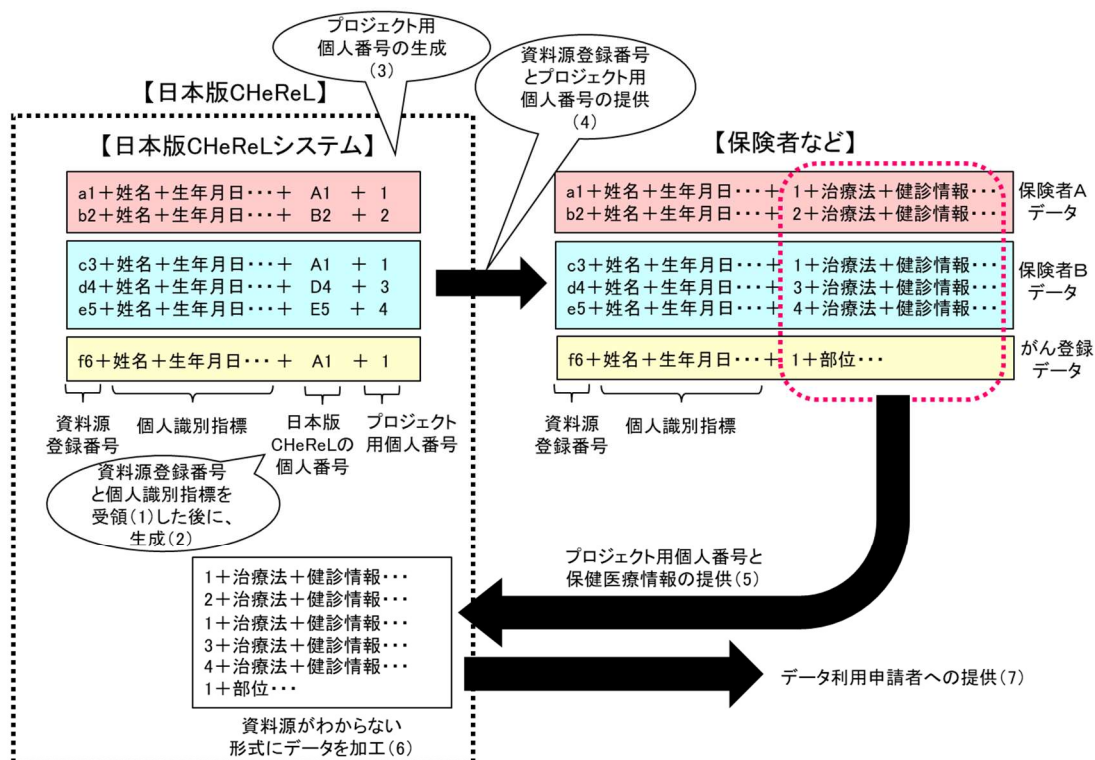 プロジェクト用
個人番号の生成
(3)
資料源登録番号
とプロジェクト用
個人番号の提供
(4)
【日本版CHeReL】
【日本版CHeReLシステム】
a1+姓名+生年月日･･･+ A1 + 1
b2+姓名+生年月日･･･+ B2 + 2
c3+姓名+生年月日･･･+ A1 + 1
d4+姓名+生年月日･･･+ D4 + 3
e5+姓名+生年月日･･･+ E5 + 4
f6+姓名+生年月日･･･+ A1 + 1
資料源
登録番号
個人識別指標
日本版
CHeReLの
個人番号
プロジェクト
用個人番号
資料源登録番号
と個人識別指標を
受領(1)した後に、
生成(2)
【保険者など】
a1+姓名+生年月日･･･+ 1+治療法+健診情報･･･
b2+姓名+生年月日･･･+ 2+治療法+健診情報･･･
保険者A
データ
c3+姓名+生年月日･･･+ 1+治療法+健診情報･･･
d4+姓名+生年月日･･･+ 3+治療法+健診情報･･･
e5+姓名+生年月日･･･+ 4+治療法+健診情報･･･
保険者B
データ
f6+姓名+生年月日･･･+ 1+部位･･･
がん登録
データ
資料源
登録番号
個人識別指標
プロジェクト用個人番号と
保健医療情報の提供(5)
1+治療法+健診情報･･･
2+治療法+健診情報･･･
1+治療法+健診情報･･･
3+治療法+健診情報･･･
4+治療法+健診情報･･･
1+部位･･･
資料源がわからない
形式にデータを加工(6)
データ利用申請者への提供(7)